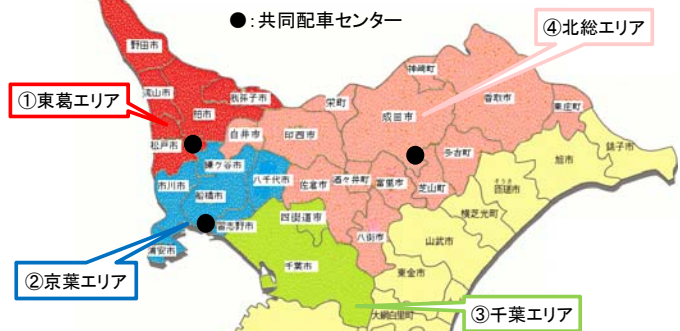 ●:共同配車センター
④北総エリア
①東葛エリア
②京葉エリア
③千葉エリア
野田市
流山市
柏市
我孫子市
松戸市
白井市
印西市
栄町
成田市
神崎町
香取市
東庄町
鎌ケ谷市
市川市
船橋市
八千代市
習志野市
浦安市
佐倉市
酒々井町
富里市
多古町
芝山町
四街道市
八街市
千葉市
旭市
銚子市
そうさ
匝瑳市
横芝光町
山武市
東金市
大網白里町